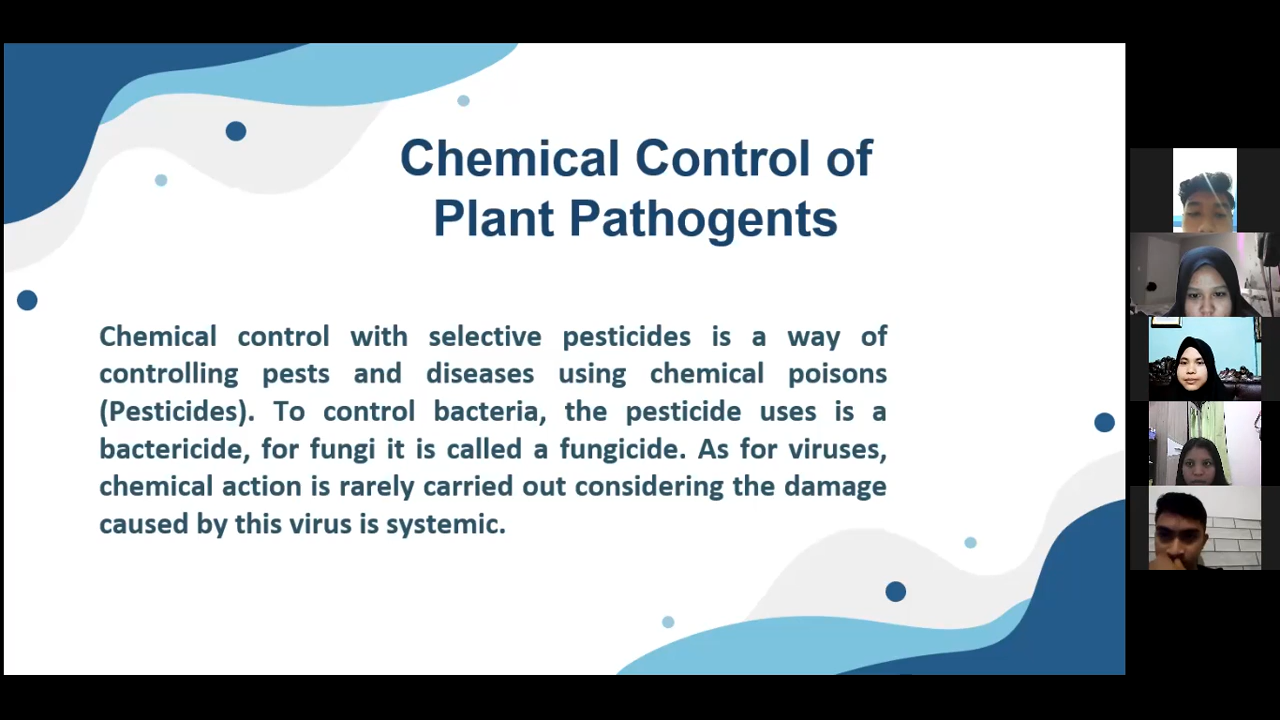 Chemical Control of
Plant Pathogents
Chemical control with selective pesticides is a way of
controlling pests and diseases using chemical poisons
(Pesticides). To control bacteria, the pesticide uses is a
bactericide, for fungi it is called a fungicide. As for viruses,
chemical action is rarely carried out considering the damage
caused by this virus is systemic.